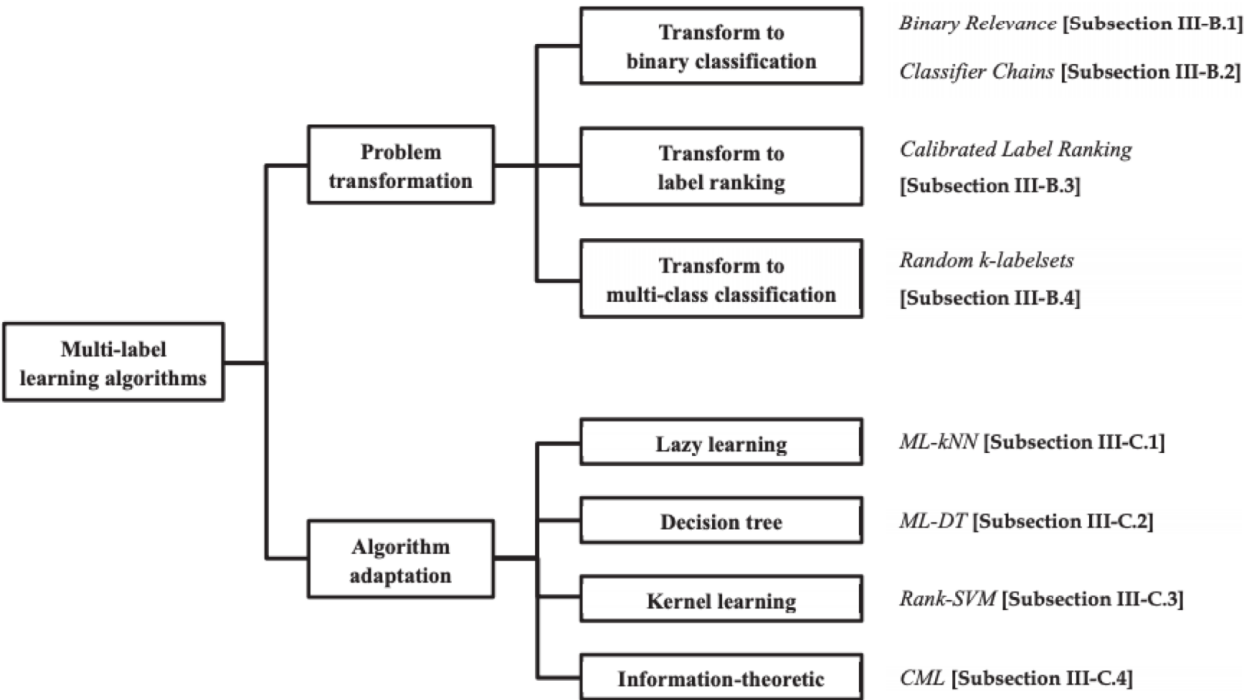 Transform to
binary classification
Binary Relevance [Subsection III-B.1]
Classifier Chains [Subsection III-B.2]
Problem
transformation
Transform to
label ranking
Calibrated Label Ranking
[Subsection III-B.3]
Transform to
multi-class classification
Random k-labelsets
[Subsection III-B.4]
Multi-label
learning algorithms
Lazy learning
ML-kNN [Subsection III-C.1]
Decision tree
ML-DT [Subsection III-C.2]
Algorithm
adaptation
Kernel learning
Rank-SVM [Subsection III-C.3]
Information-theoretic
CML [Subsection III-C.4]